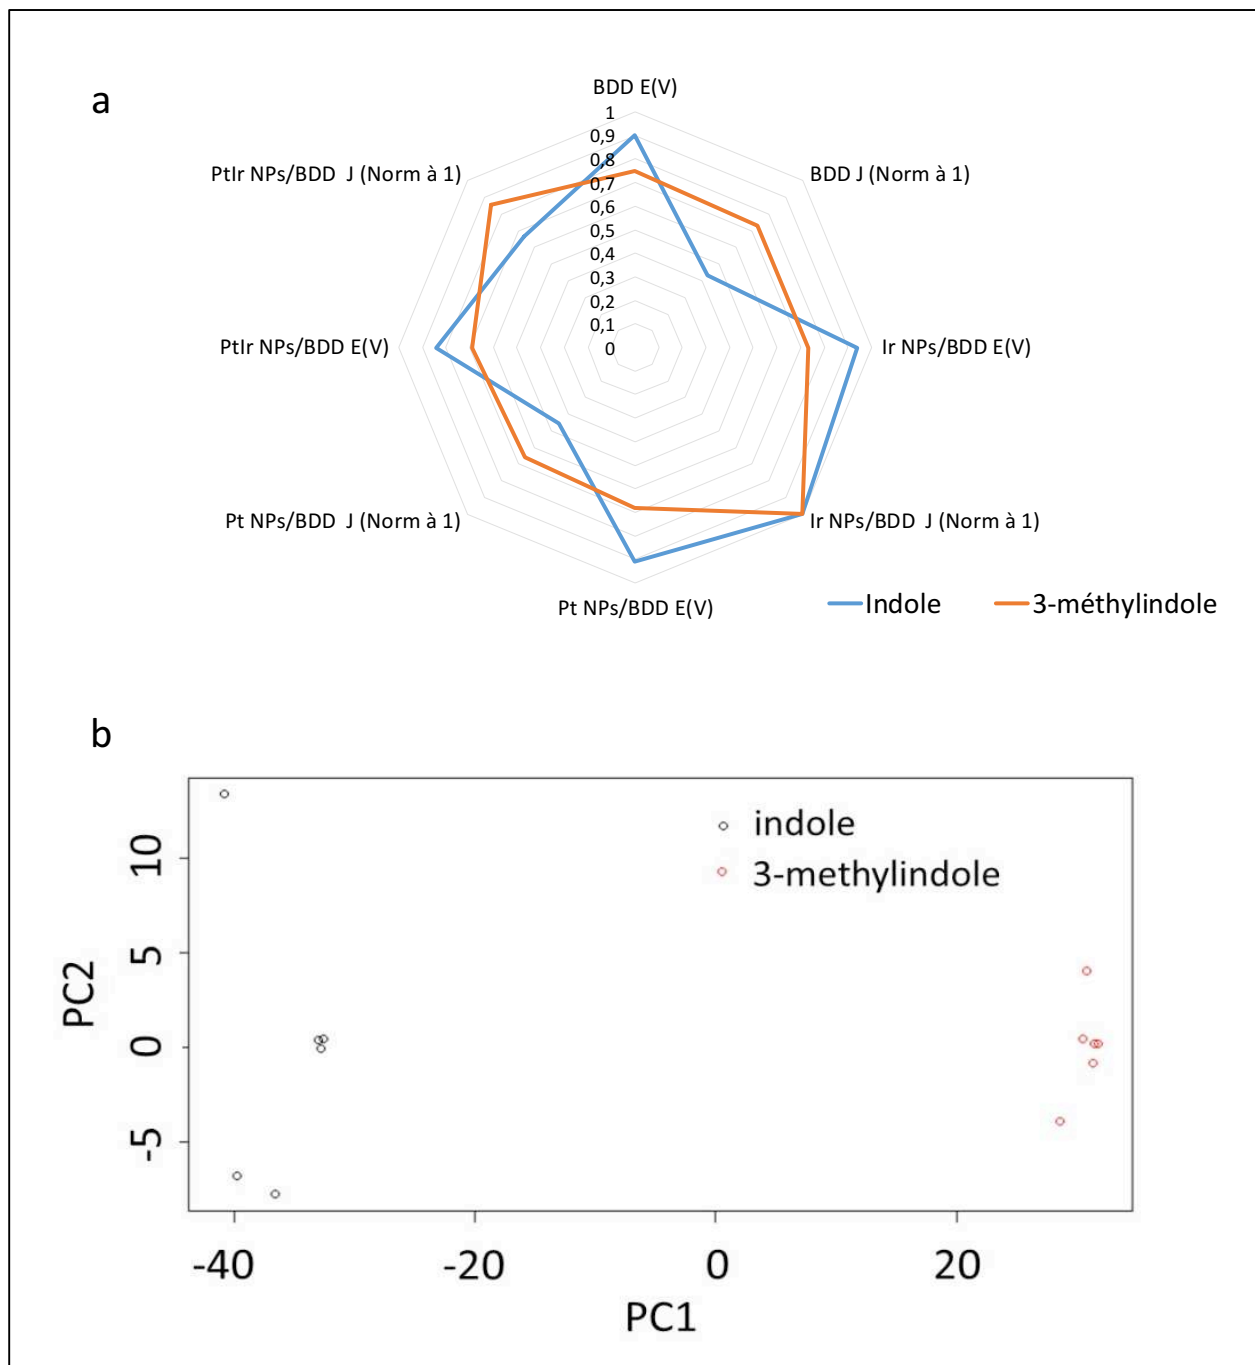 a
BDD E(V)
1
0,9
0,8
0,7
0,6
0,5
0,4
0,3
0,2
0,1
0
PtIr NPs/BDD J (Norm à 1)
BDD J (Norm à 1)
PtIr NPs/BDD E(V)
Ir NPs/BDD E(V)
Pt NPs/BDD J (Norm à 1)
Ir NPs/BDD J (Norm à 1)
Pt NPs/BDD E(V)
Indole
3-méthylindole
b
indole
3-methylindole
PC2
10
5
0
-5
-40
-20
0
20
PC1